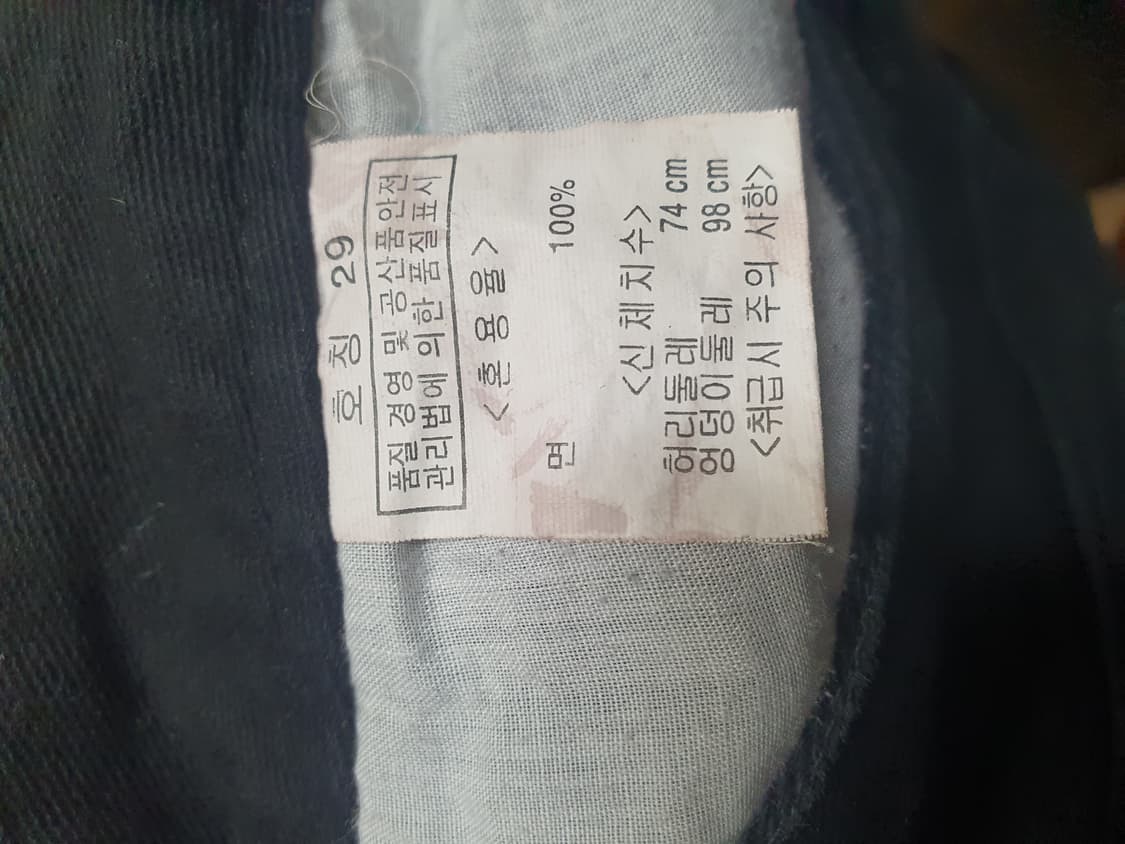 호칭 29
품질 경영 및 공산품안전
관리법에 의한 품질표시
<혼용율>
면 100%
<신체치수>
허리둘레 74 cm
엉덩이둘레 98 cm
<취급시 주의 사항>